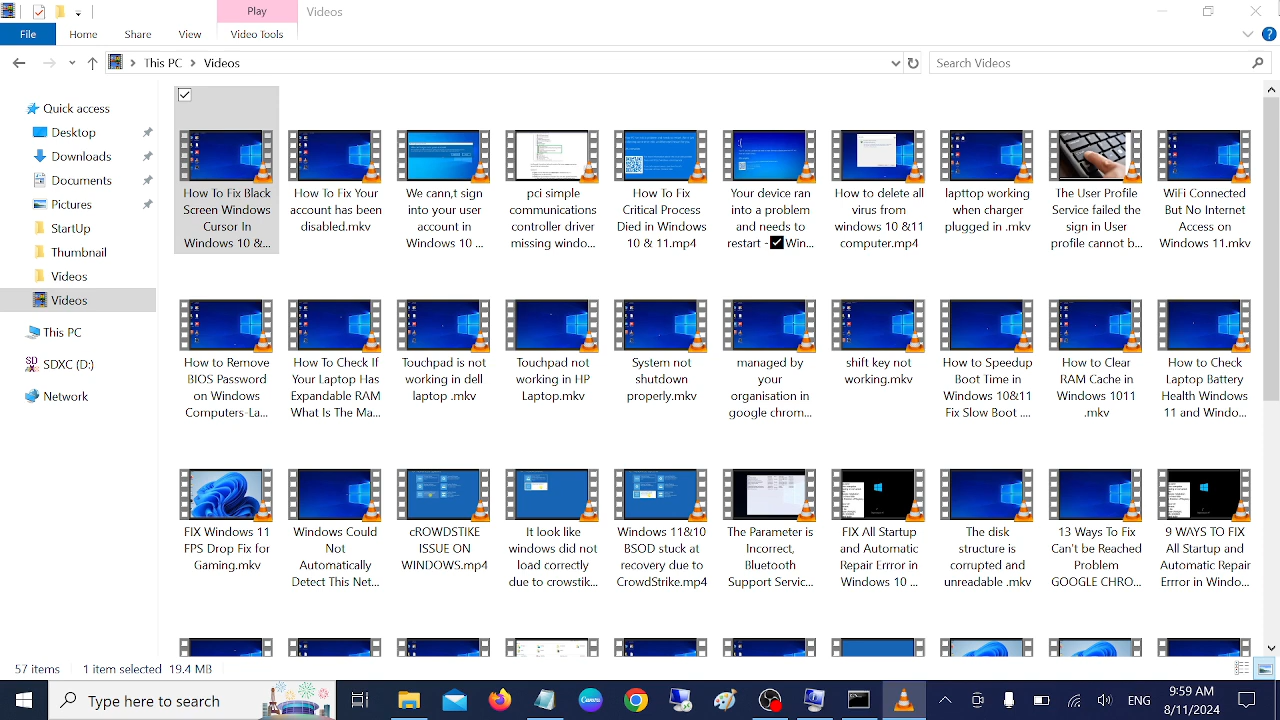 Play
Videos
File
Home
Share
View
Video Tools
This PC
Videos
Search Videos
Quick access
Desktop
Downloads
Documents
Pictures
StartUp
Thumbnail
Videos
Videos
This PC
SDXC (D:)
Network
How To Fix Black
Screen Windows
Cursor In
Windows 10 &...
How To Fix Your
account has been
disabled.mkv
We cann,t sign
into your user
account in
Windows 10 ...
pci simple
communications
controller driver
missing windo...
How To Fix
Critical Process
Died in Windows
10 & 11.mp4
Your device ran
into a problem
and needs to
restart -✅Win...
How to delete all
virus from
windows 10 &11
computer.mp4
lapttop working
when charger
plugged in .mkv
The User Profile
Service failed the
sign in User
profile cannot b...
WiFi Connected
But No Internet
Access on
Windows 11.mkv
How to Remove
BIOS Password
on Windows
Computers-La...
How To Check If
Your Laptop Has
Expandable RAM
What Is The Ma...
Touchpad is not
working in dell
laptop .mkv
Touchpad not
working in HP
Laptop.mkv
System not
shutdown
properly.mkv
managed by
your
organisation in
google chrom...
shift key not
working.mkv
How to Speedup
Boot Time in
Windows 10&11
Fix Slow Boot ....
How to Clear
RAM Cache in
Windows 1011
.mkv
How to Check
Laptop Battery
Health Windows
11 and Windo...
FIX Windows 11
FPS Drop Fix for
Gaming.mkv
Windows Could
Not
Automatically
Detect This Net...
cROWDSTIKE
ISSUE ON
WINDOWS.mp4
It look like
windows did not
load correctly
due to crowstik...
Windows 11&10
BSOD stuck at
recovery due to
CrowdStrike.mp4
The Parameter is
Incorrect,
Bluetooth
Support Servic...
FIX All Startup
and Automatic
Repair Errror in
Windows 10 ...
The disk
structure is
corrupted and
unreadable .mkv
13 Ways To Fix
Can't be Reached
Problem
GOOGLE CHRO...
9 WAYS TO FIX
All Startup and
Automatic Repair
Errror in Windo...
57 items
1 item selected 19.4 MB
Type here to search
ENG
9:59 AM
8/11/2024